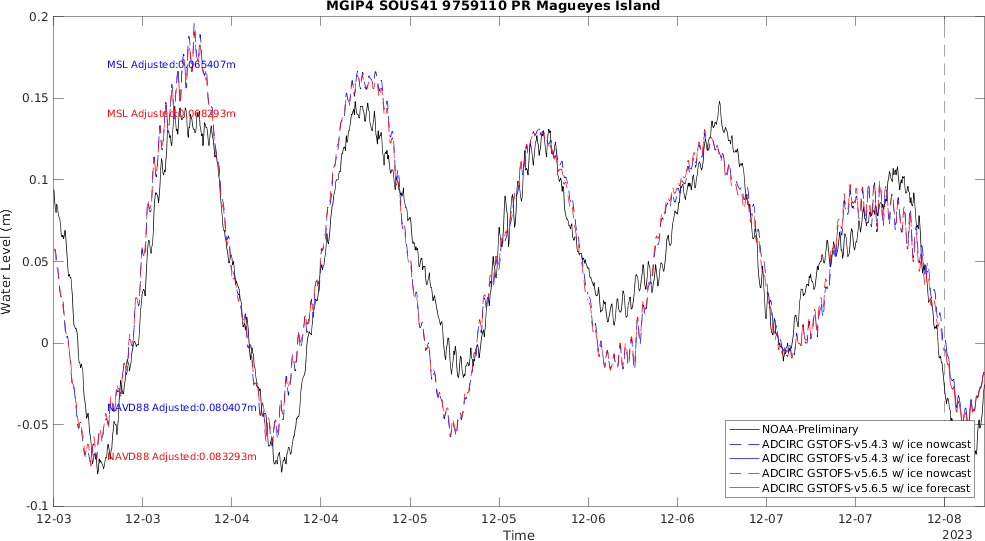 MGIP4 SOUS41 9759110 PR Magueyes Island
Water Level (m)
0.2
0.15
0.1
0.05
0
-0.05
-0.1
MSL Adjusted:0.065407m
MSL Adjusted:0.068293m
NAVD88 Adjusted:0.080407m
NAVD88 Adjusted:0.083293m
NOAA-Preliminary
ADCIRC GSTOFS-v5.4.3 w/ ice nowcast
ADCIRC GSTOFS-v5.4.3 w/ ice forecast
ADCIRC GSTOFS-v5.6.5 w/ ice nowcast
ADCIRC GSTOFS-v5.6.5 w/ ice forecast
12-03 12-03 12-04 12-04 12-05 12-05 12-06 12-06 12-07 12-07 12-08
2023
Time